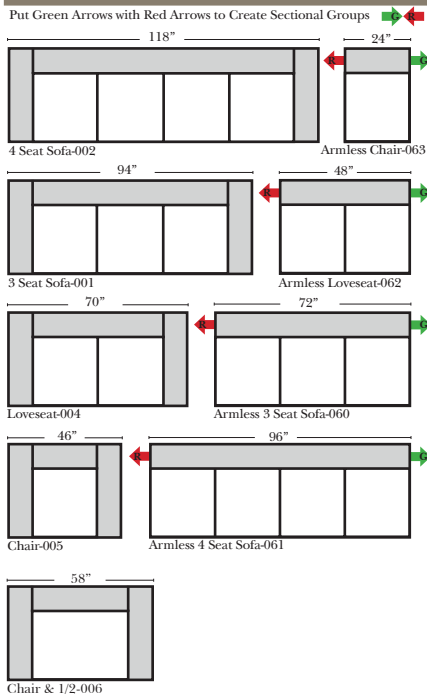 Put Green Arrows with Red Arrows to Create Sectional Groups G R
118” 24”
R G
4 Seat Sofa-002 Armless Chair-063
94” 48”
R G
3 Seat Sofa-001 Armless Loveseat-062
70” 72”
R G
Loveseat-004 Armless 3 Seat Sofa-060
46” 96”
R G
Chair-005 Armless 4 Seat Sofa-061
58”
Chair & 1/2-006